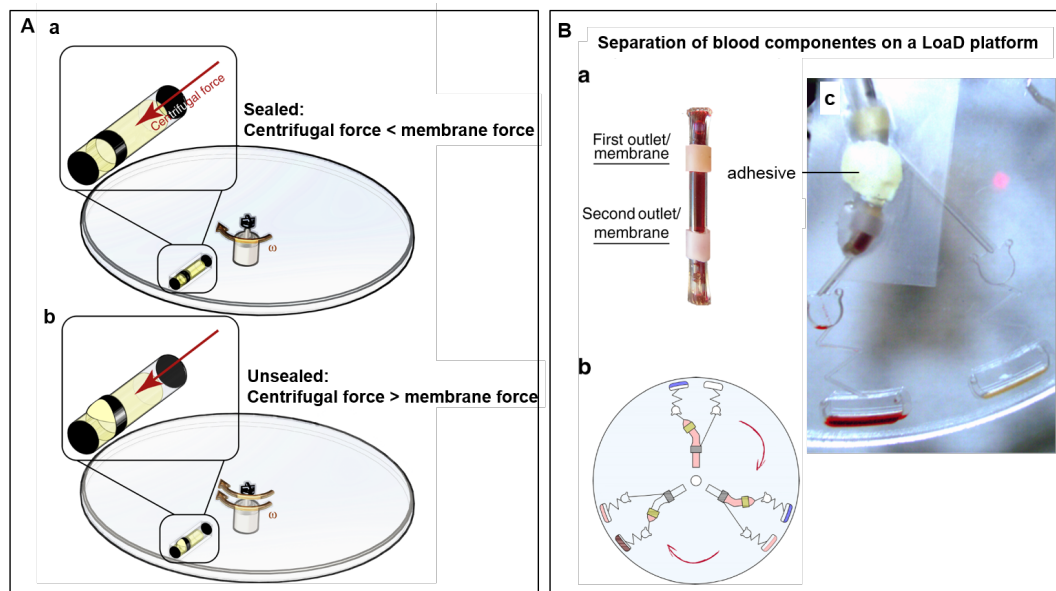 A
a
Centrifugal force
Sealed:
Centrifugal force < membrane force
ω
b
Unsealed:
Centrifugal force > membrane force
ω
B
Separation of blood componentes on a LoaD platform
a
First outlet/
membrane
Second outlet/
membrane
b
c
adhesive